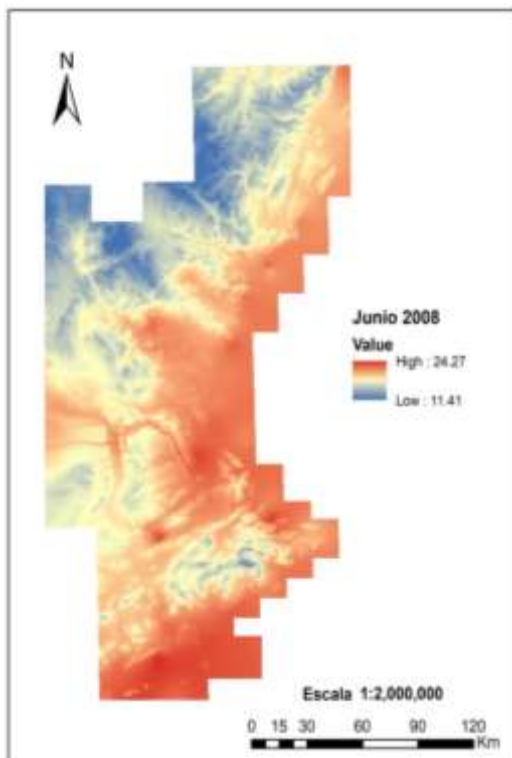 N
Junio 2008
Value
High : 24.27
Low : 11.41
Escala 1:2,000,000
0 15 30 60 90 120
Km